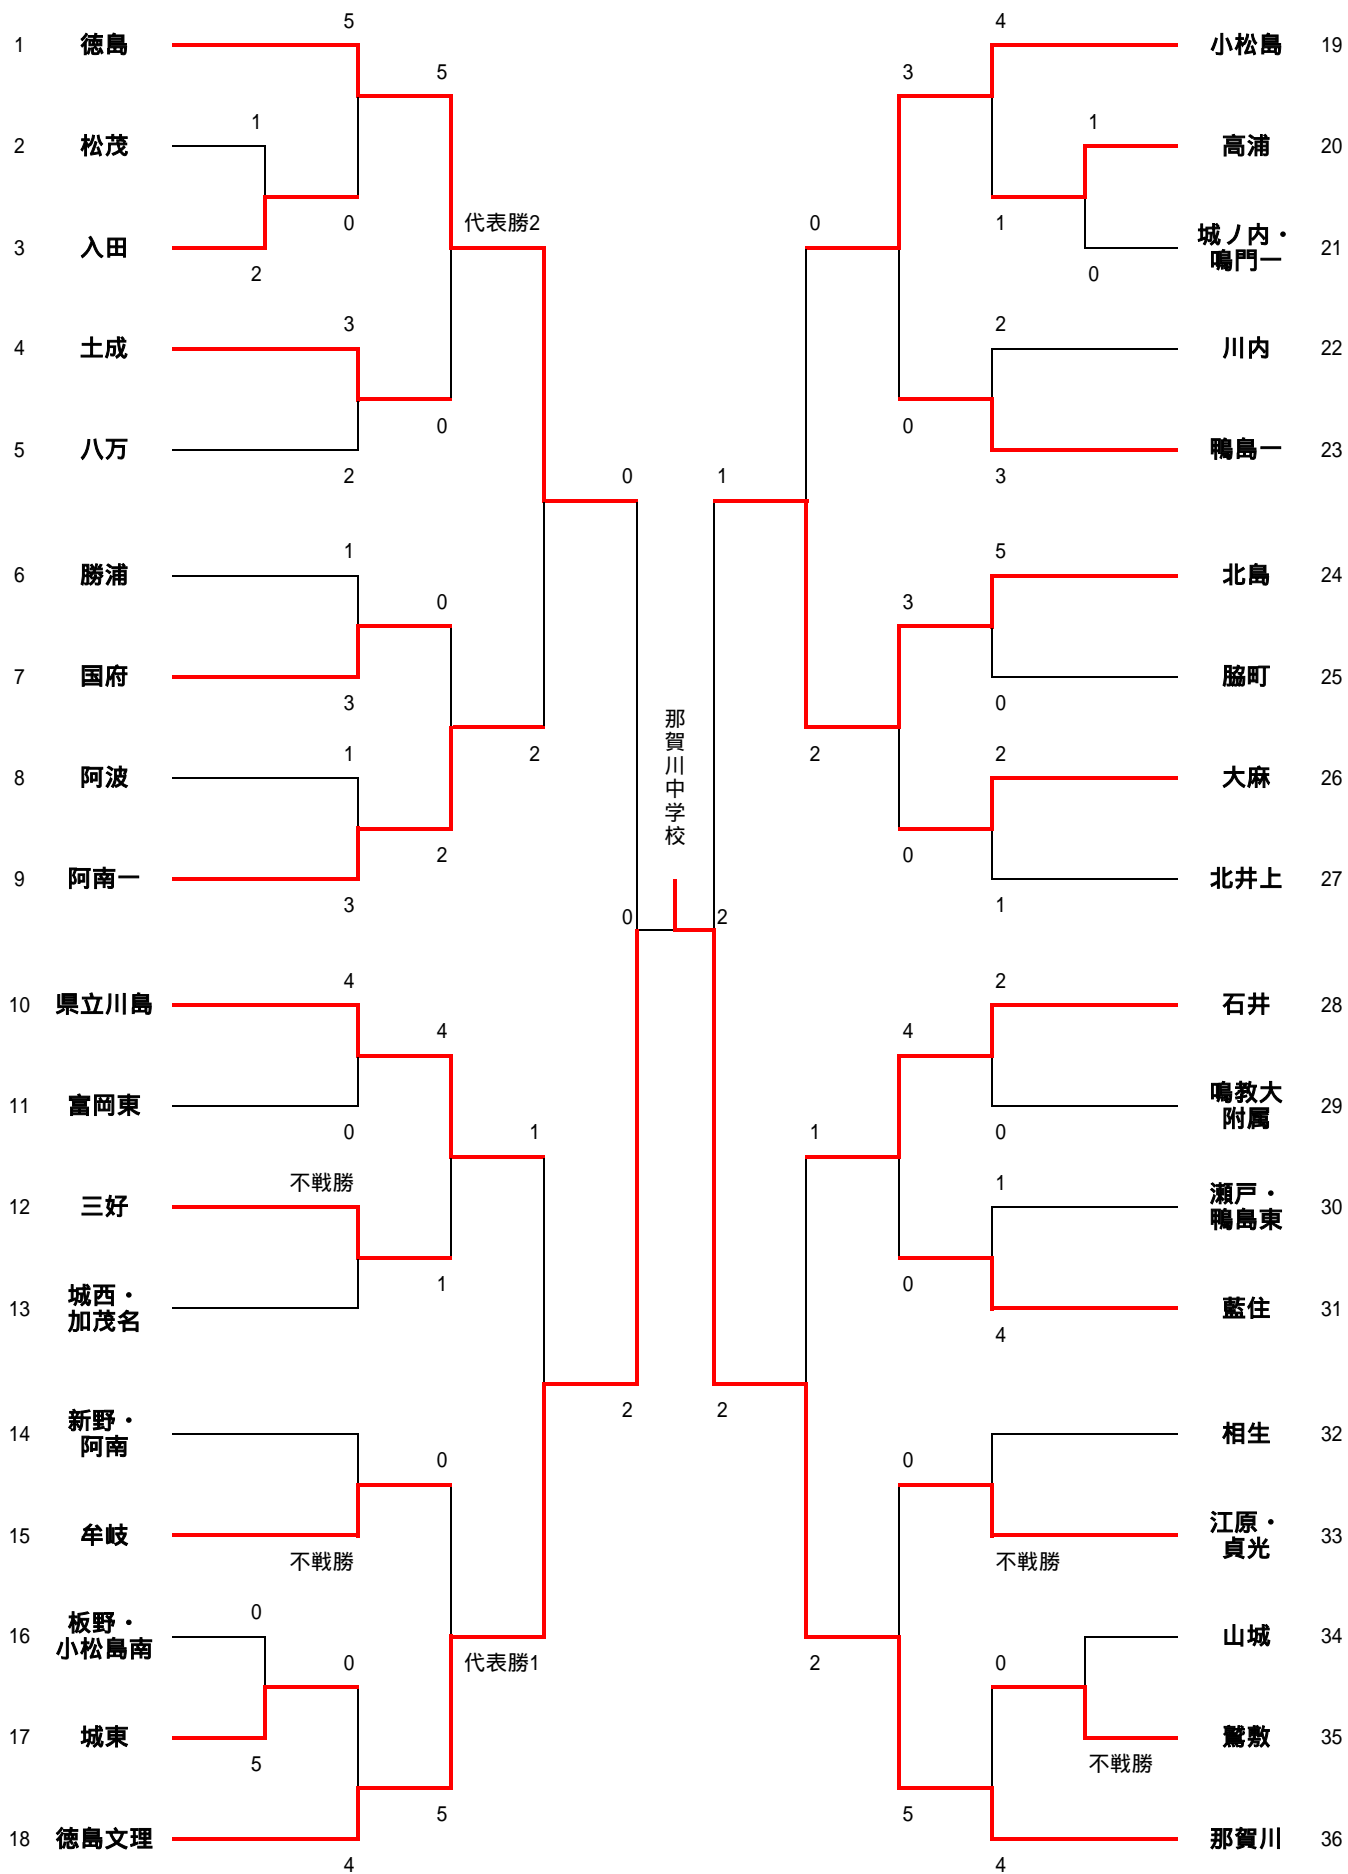 5
1 徳島
5
1
2 松茂
0
代表勝2
3 入田
2
3
4 土成
0
5 八万
2
0
1
6 勝浦
0
7 国府
3
1
2
8 阿波
2
9 阿南一
3
0
4
10 県立川島
4
11 富岡東
0
1
不戦勝
12 三好
1
13 城西・
加茂名
2
14 新野・
阿南
0
15 牟岐
不戦勝
0
16 板野・
小松島南
0
代表勝1
17 城東
5
5
18 徳島文理
4
那賀川中学校
4
小松島 19
3
1
高浦 20
0
1
城ノ内・
鳴門一 21
0
2
川内 22
0
鴨島一 23
3
1
5
北島 24
3
脇町 25
0
2
2
大麻 26
0
北井上 27
1
2
2
石井 28
4
鳴教大
附属 29
0
1
1
瀬戸・
鴨島東 30
0
藍住 31
4
2
相生 32
0
江原・
貞光 33
不戦勝
山城 34
2
0
鷲敷 35
不戦勝
5
那賀川 36
4